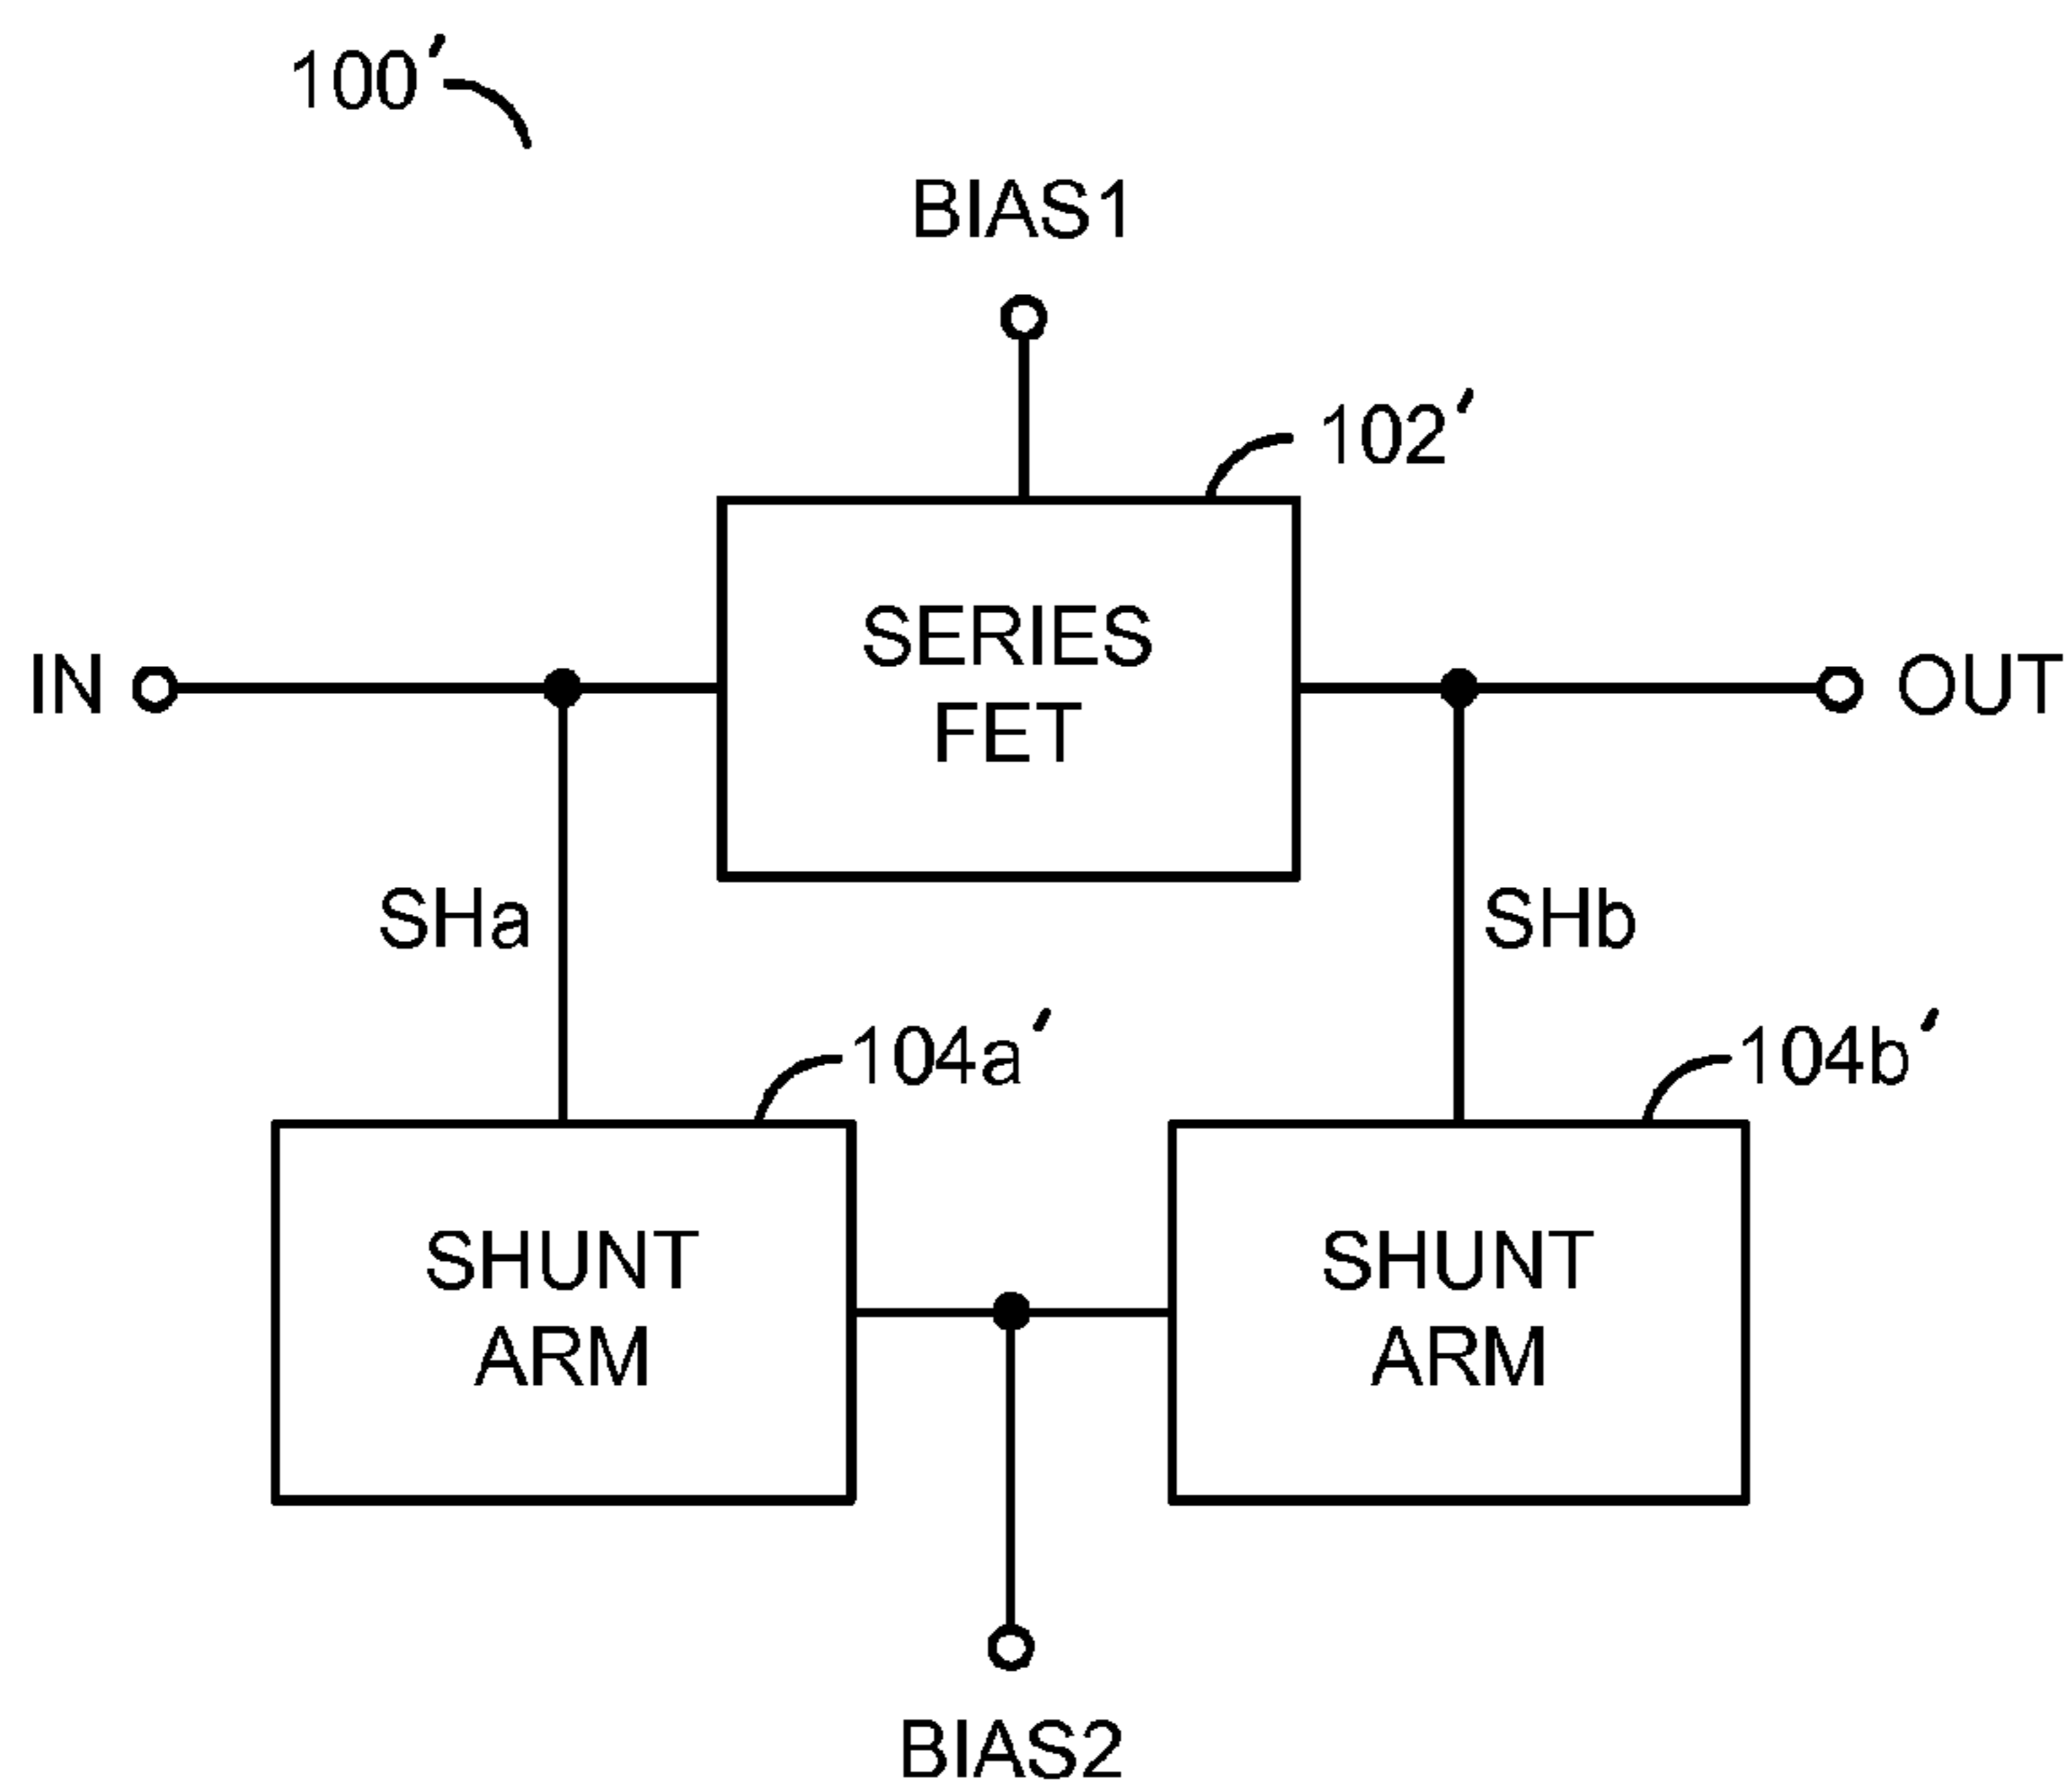 100′
BIAS1
102′
SERIES
FET
IN
OUT
SHa
SHb
104a′
104b′
SHUNT
ARM
SHUNT
ARM
BIAS2